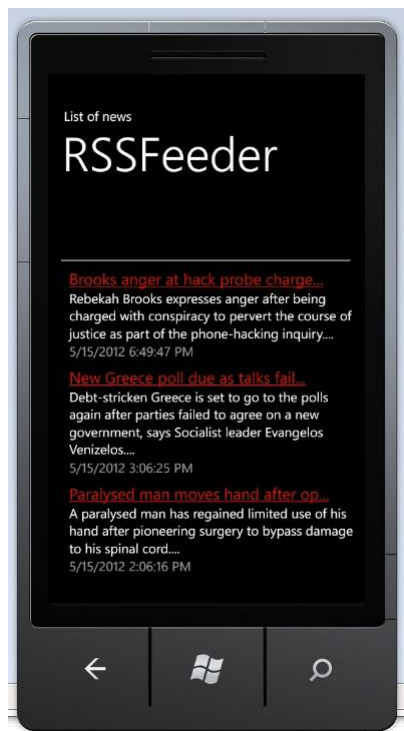 List of news
RSSFeeder
Brooks anger at hack probe charge...
Rebekah Brooks expresses anger after being
charged with conspiracy to pervert the course of
justice as part of the phone-hacking inquiry....
5/15/2012 6:49:47 PM
New Greece poll due as talks fail...
Debt-stricken Greece is set to go to the polls
again after parties failed to agree on a new
government, says Socialist leader Evangelos
Venizelos....
5/15/2012 3:06:25 PM
Paralysed man moves hand after op...
A paralysed man has regained limited use of his
hand after pioneering surgery to bypass damage
to his spinal cord....
5/15/2012 2:06:16 PM